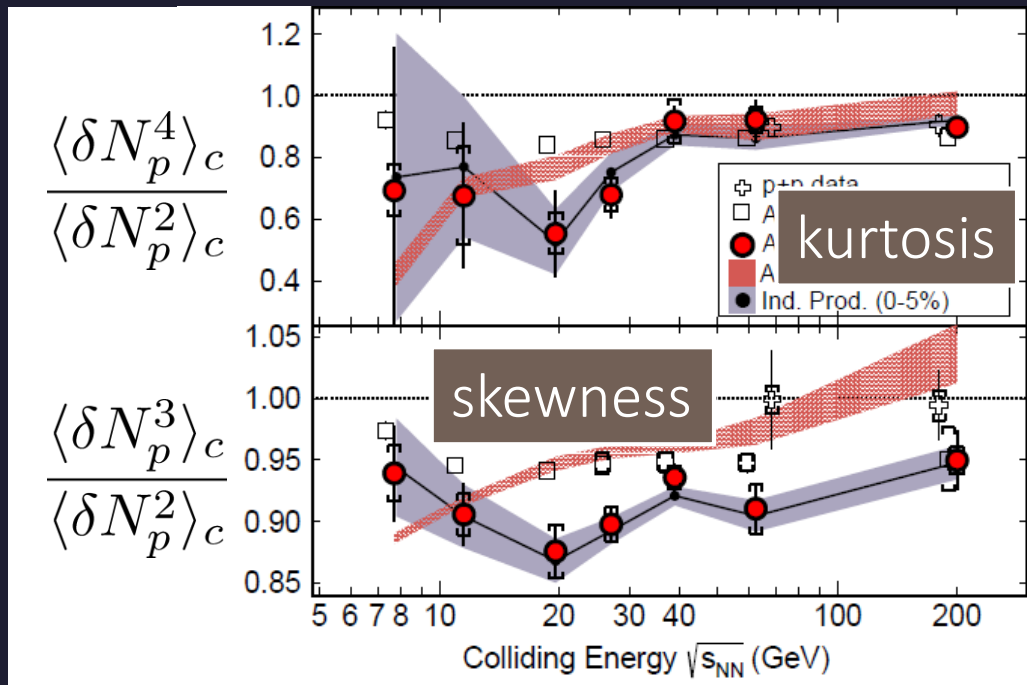 ⟨δN_p^4⟩_c
⟨δN_p^2⟩_c
1.2
1.0
0.8
0.6
0.4
p+p data
A
A
A
Ind. Prod. (0-5%)
kurtosis
⟨δN_p^3⟩_c
⟨δN_p^2⟩_c
1.05
1.00
0.95
0.90
0.85
skewness
5 6 7 8 10 20 30 40 100 200
Colliding Energy √s_NN (GeV)